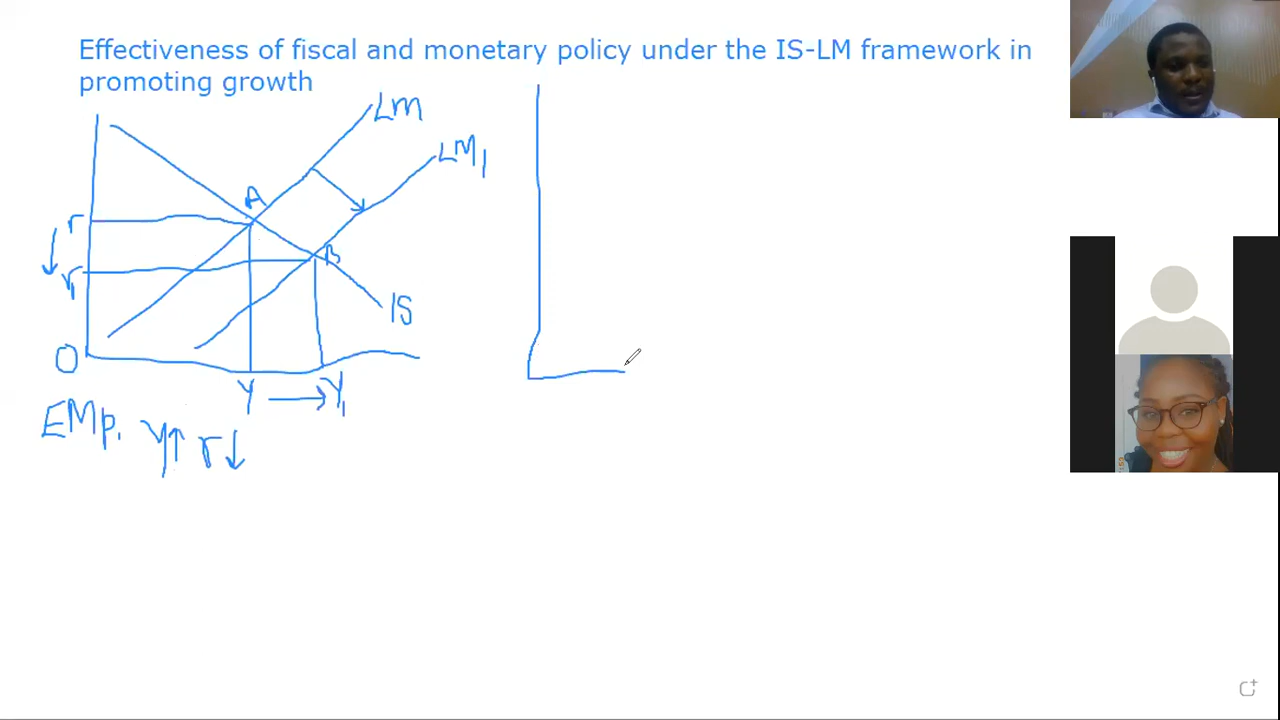 Effectiveness of fiscal and monetary policy under the IS-LM framework in
promoting growth
LM
LM1
A
r
B
r1
IS
O
Y → Y1
EMP. Y↑ r↓